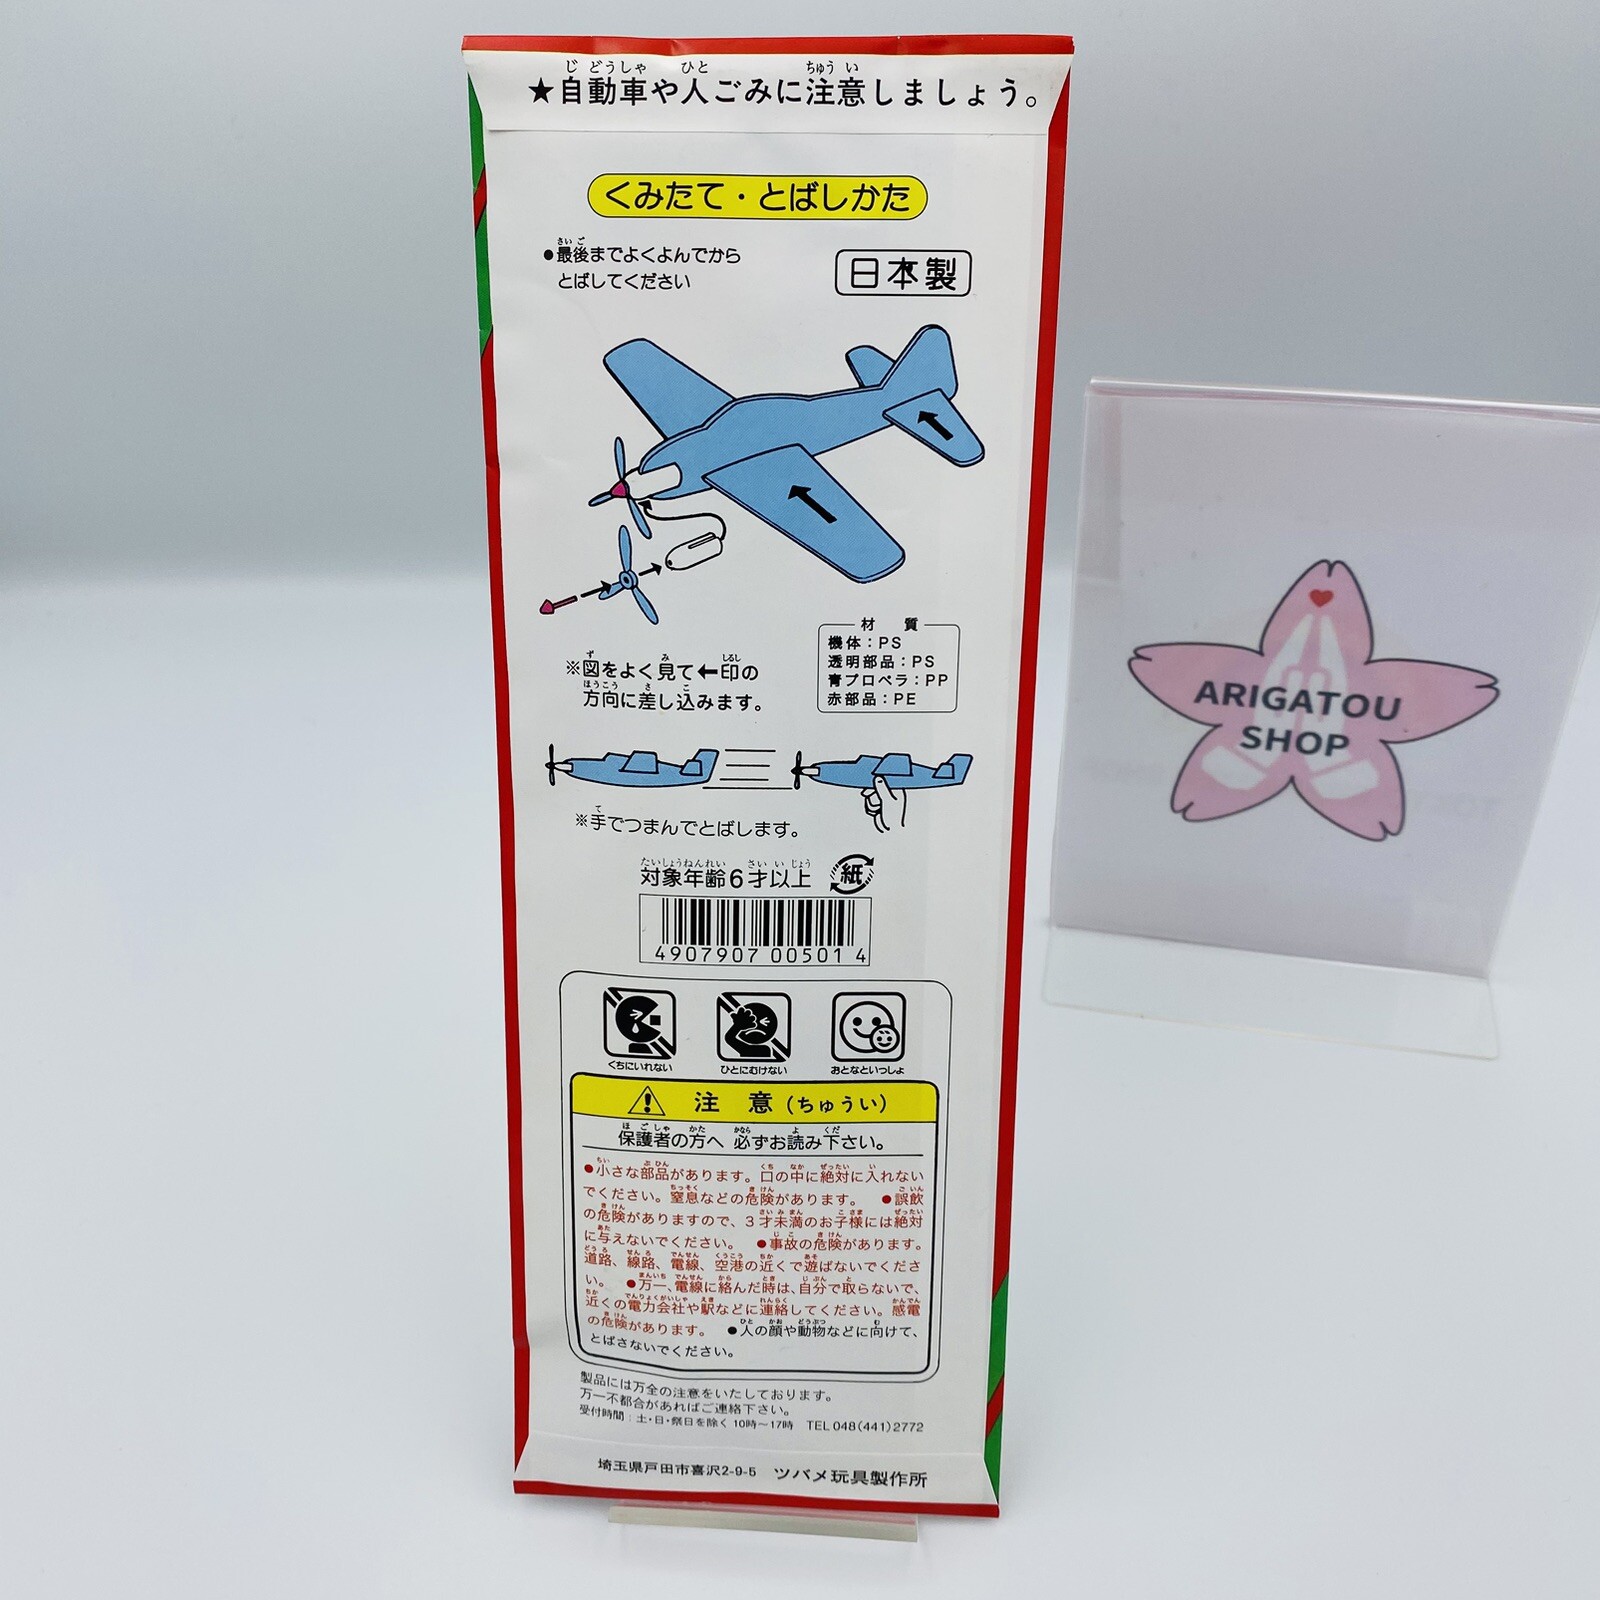 ★自動車や人ごみに注意しましょう。
くみたて・とばしかた
●最後までよくよんでから
とばしてください
日本製
材 質
機体：PS
透明部品：PS
青プロペラ：PP
赤部品：PE
※図をよく見て←印の
方向に差し込みます。
※手でつまんでとばします。
対象年齢6才以上 紙
4907907 005014
くちにいれない
ひとにむけない
おとなといっしょ
注 意 (ちゅうい)
保護者の方へ 必ずお読み下さい。
●小さな部品があります。口の中に絶対に入れない
でください。窒息などの危険があります。 ●誤飲
の危険がありますので、3才未満のお子様には絶対
に与えないでください。 ●事故の危険があります。
道路、線路、電線、空港の近くで遊ばないでくださ
い。 ●万一、電線に絡んだ時は、自分で取らないで、
近くの電力会社や駅などに連絡してください。感電
の危険があります。 ●人の顔や動物などに向けて、
とばさないでください。
製品には万全の注意をいたしております。
万一不都合があればご連絡下さい。
受付時間：土・日・祭日を除く 10時〜17時 TEL 048(441)2772
埼玉県戸田市喜沢2-9-5 ツバメ玩具製作所
ARIGATOU
SHOP